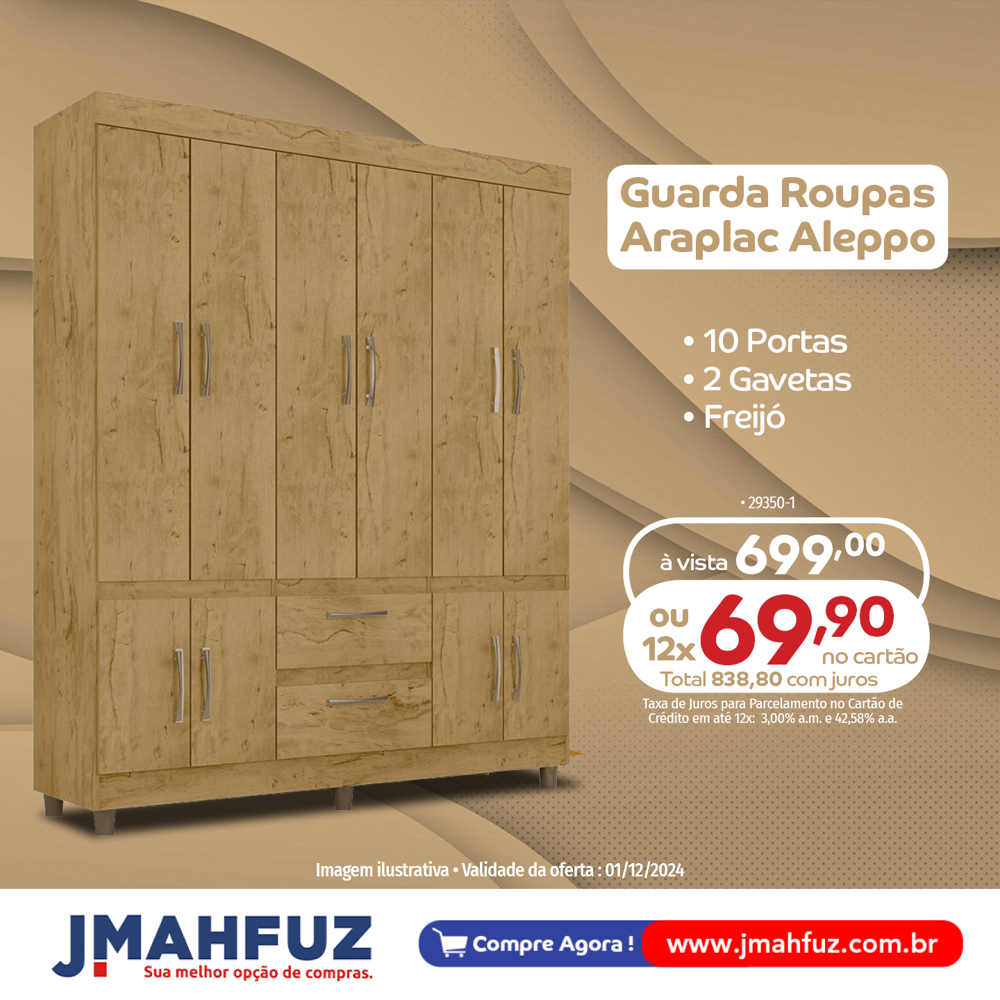 Guarda Roupas
Araplac Aleppo
• 10 Portas
• 2 Gavetas
• Freijó
• 29350-1
à vista 699,00
ou
12x 69,90
no cartão
Total 838,80 com juros
Taxa de Juros para Parcelamento no Cartão de
Crédito em até 12x: 3,00% a.m. e 42,58% a.a.
Imagem ilustrativa • Validade da oferta : 01/12/2024
JMAHFUZ
Sua melhor opção de compras.
Compre Agora !
www.jmahfuz.com.br